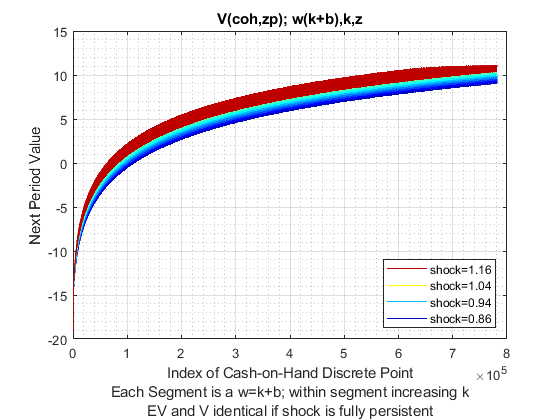 V(coh,zp); w(k+b),k,z
Next Period Value
15
10
5
0
-5
-10
-15
-20
0
1
2
3
4
5
6
7
8
×10^5
shock=1.16
shock=1.04
shock=0.94
shock=0.86
Index of Cash-on-Hand Discrete Point
Each Segment is a w=k+b; within segment increasing k
EV and V identical if shock is fully persistent